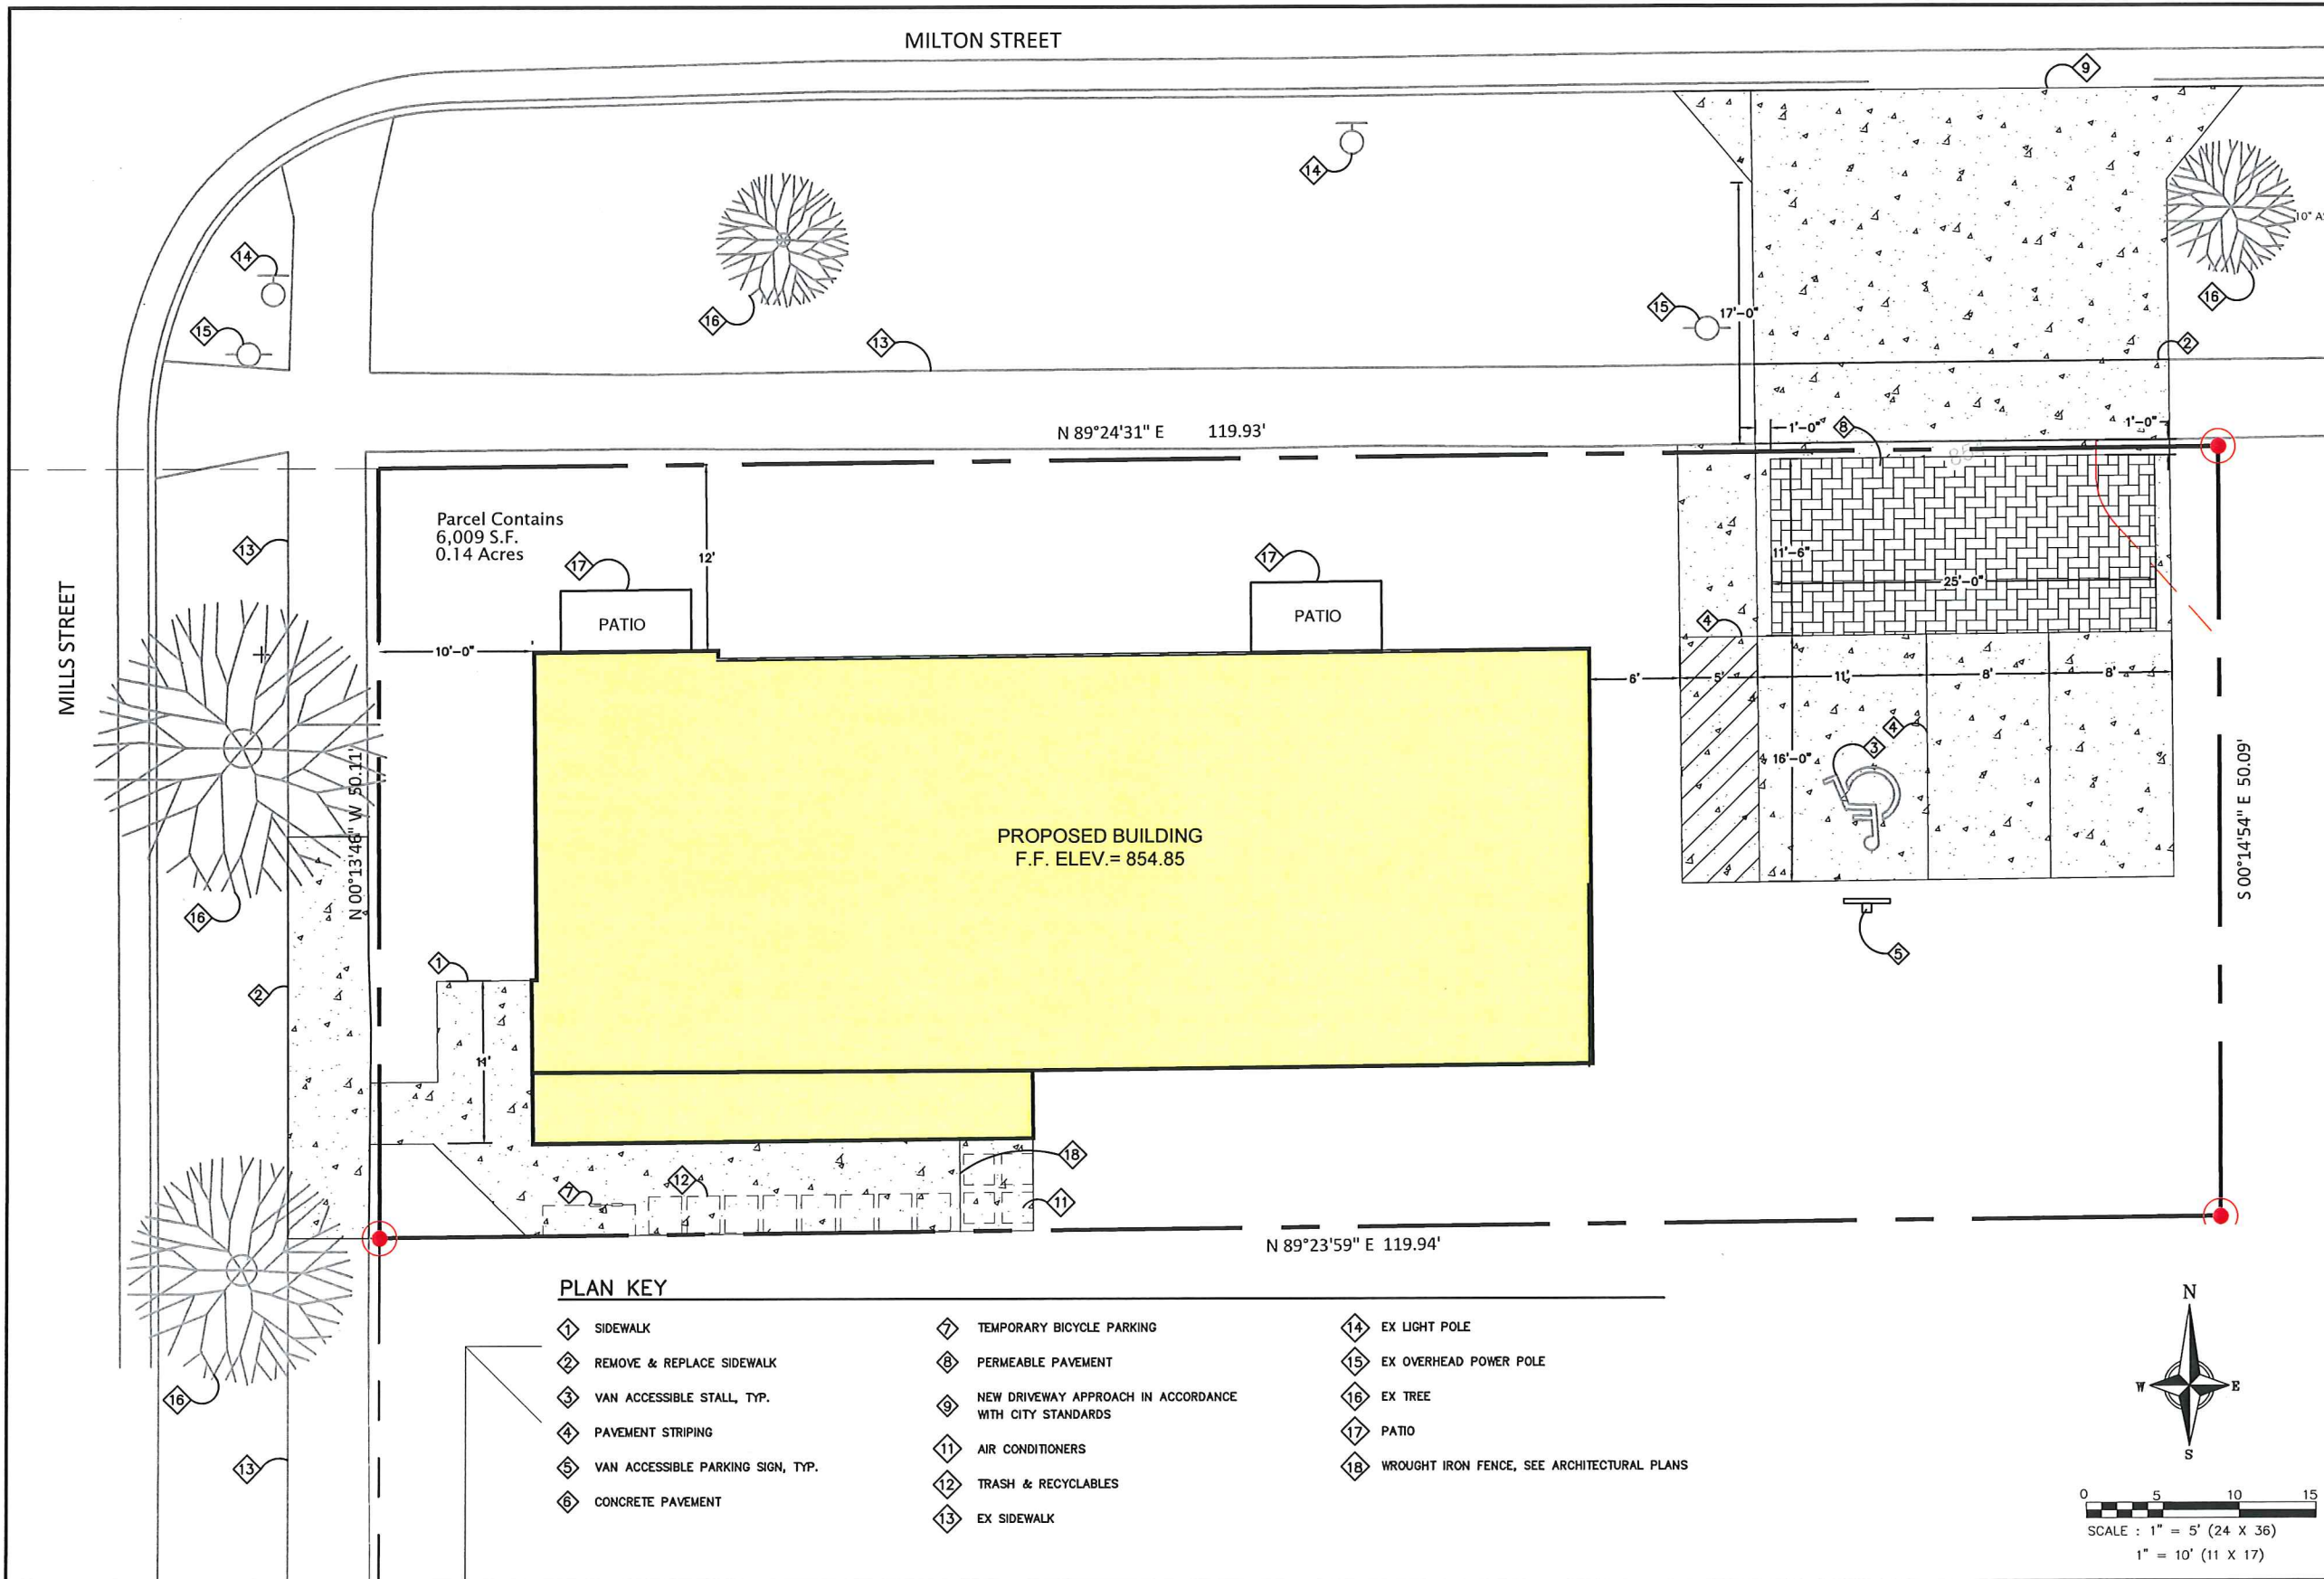 MILTON STREET
9
14
14
15
16
13
15
17'-0"
16
10" A
2
N 89°24'31" E 119.93'
1'-0"
8
1'-0"
Parcel Contains
6,009 S.F.
0.14 Acres
13
17
12'
17
PATIO
PATIO
11'-6"
25'-0"
4
MILLS STREET
10'-0"
6'
5'
11'
8'
8'
4
3
16'-0"
N 00°13'46" W 50.11'
S 00°14'54" E 50.09'
PROPOSED BUILDING
F.F. ELEV.= 854.85
16
5
1
2
11'
18
12
7
11
N 89°23'59" E 119.94'
16
13
PLAN KEY
1 SIDEWALK
2 REMOVE & REPLACE SIDEWALK
3 VAN ACCESSIBLE STALL, TYP.
4 PAVEMENT STRIPING
5 VAN ACCESSIBLE PARKING SIGN, TYP.
6 CONCRETE PAVEMENT
7 TEMPORARY BICYCLE PARKING
8 PERMEABLE PAVEMENT
9 NEW DRIVEWAY APPROACH IN ACCORDANCE
WITH CITY STANDARDS
11 AIR CONDITIONERS
12 TRASH & RECYCLABLES
13 EX SIDEWALK
14 EX LIGHT POLE
15 EX OVERHEAD POWER POLE
16 EX TREE
17 PATIO
18 WROUGHT IRON FENCE, SEE ARCHITECTURAL PLANS
N
W E
S
0 5 10 15
SCALE : 1" = 5' (24 X 36)
1" = 10' (11 X 17)